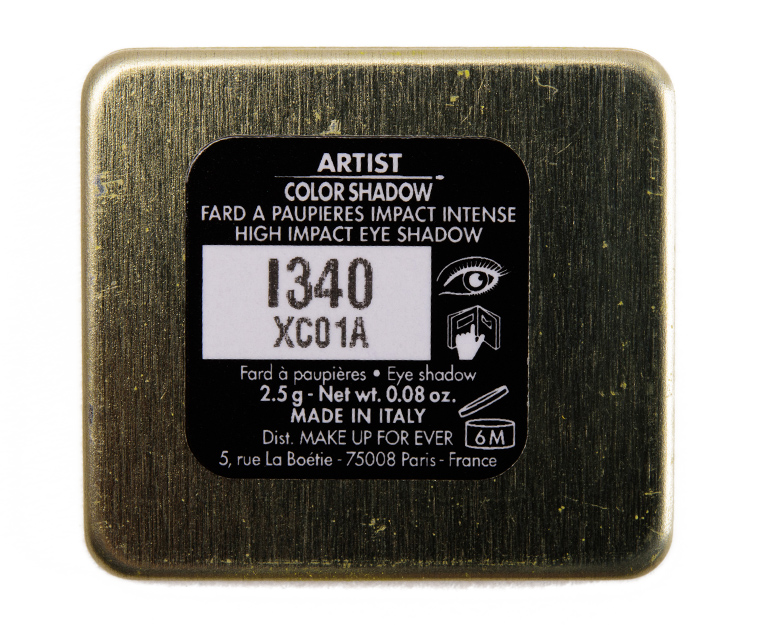 ARTIST
COLOR SHADOW
FARD A PAUPIERES IMPACT INTENSE
HIGH IMPACT EYE SHADOW
I340
XC01A
Fard à paupières • Eye shadow
2.5 g - Net wt. 0.08 oz.
MADE IN ITALY
Dist. MAKE UP FOR EVER
6 M
5, rue La Boétie - 75008 Paris - France